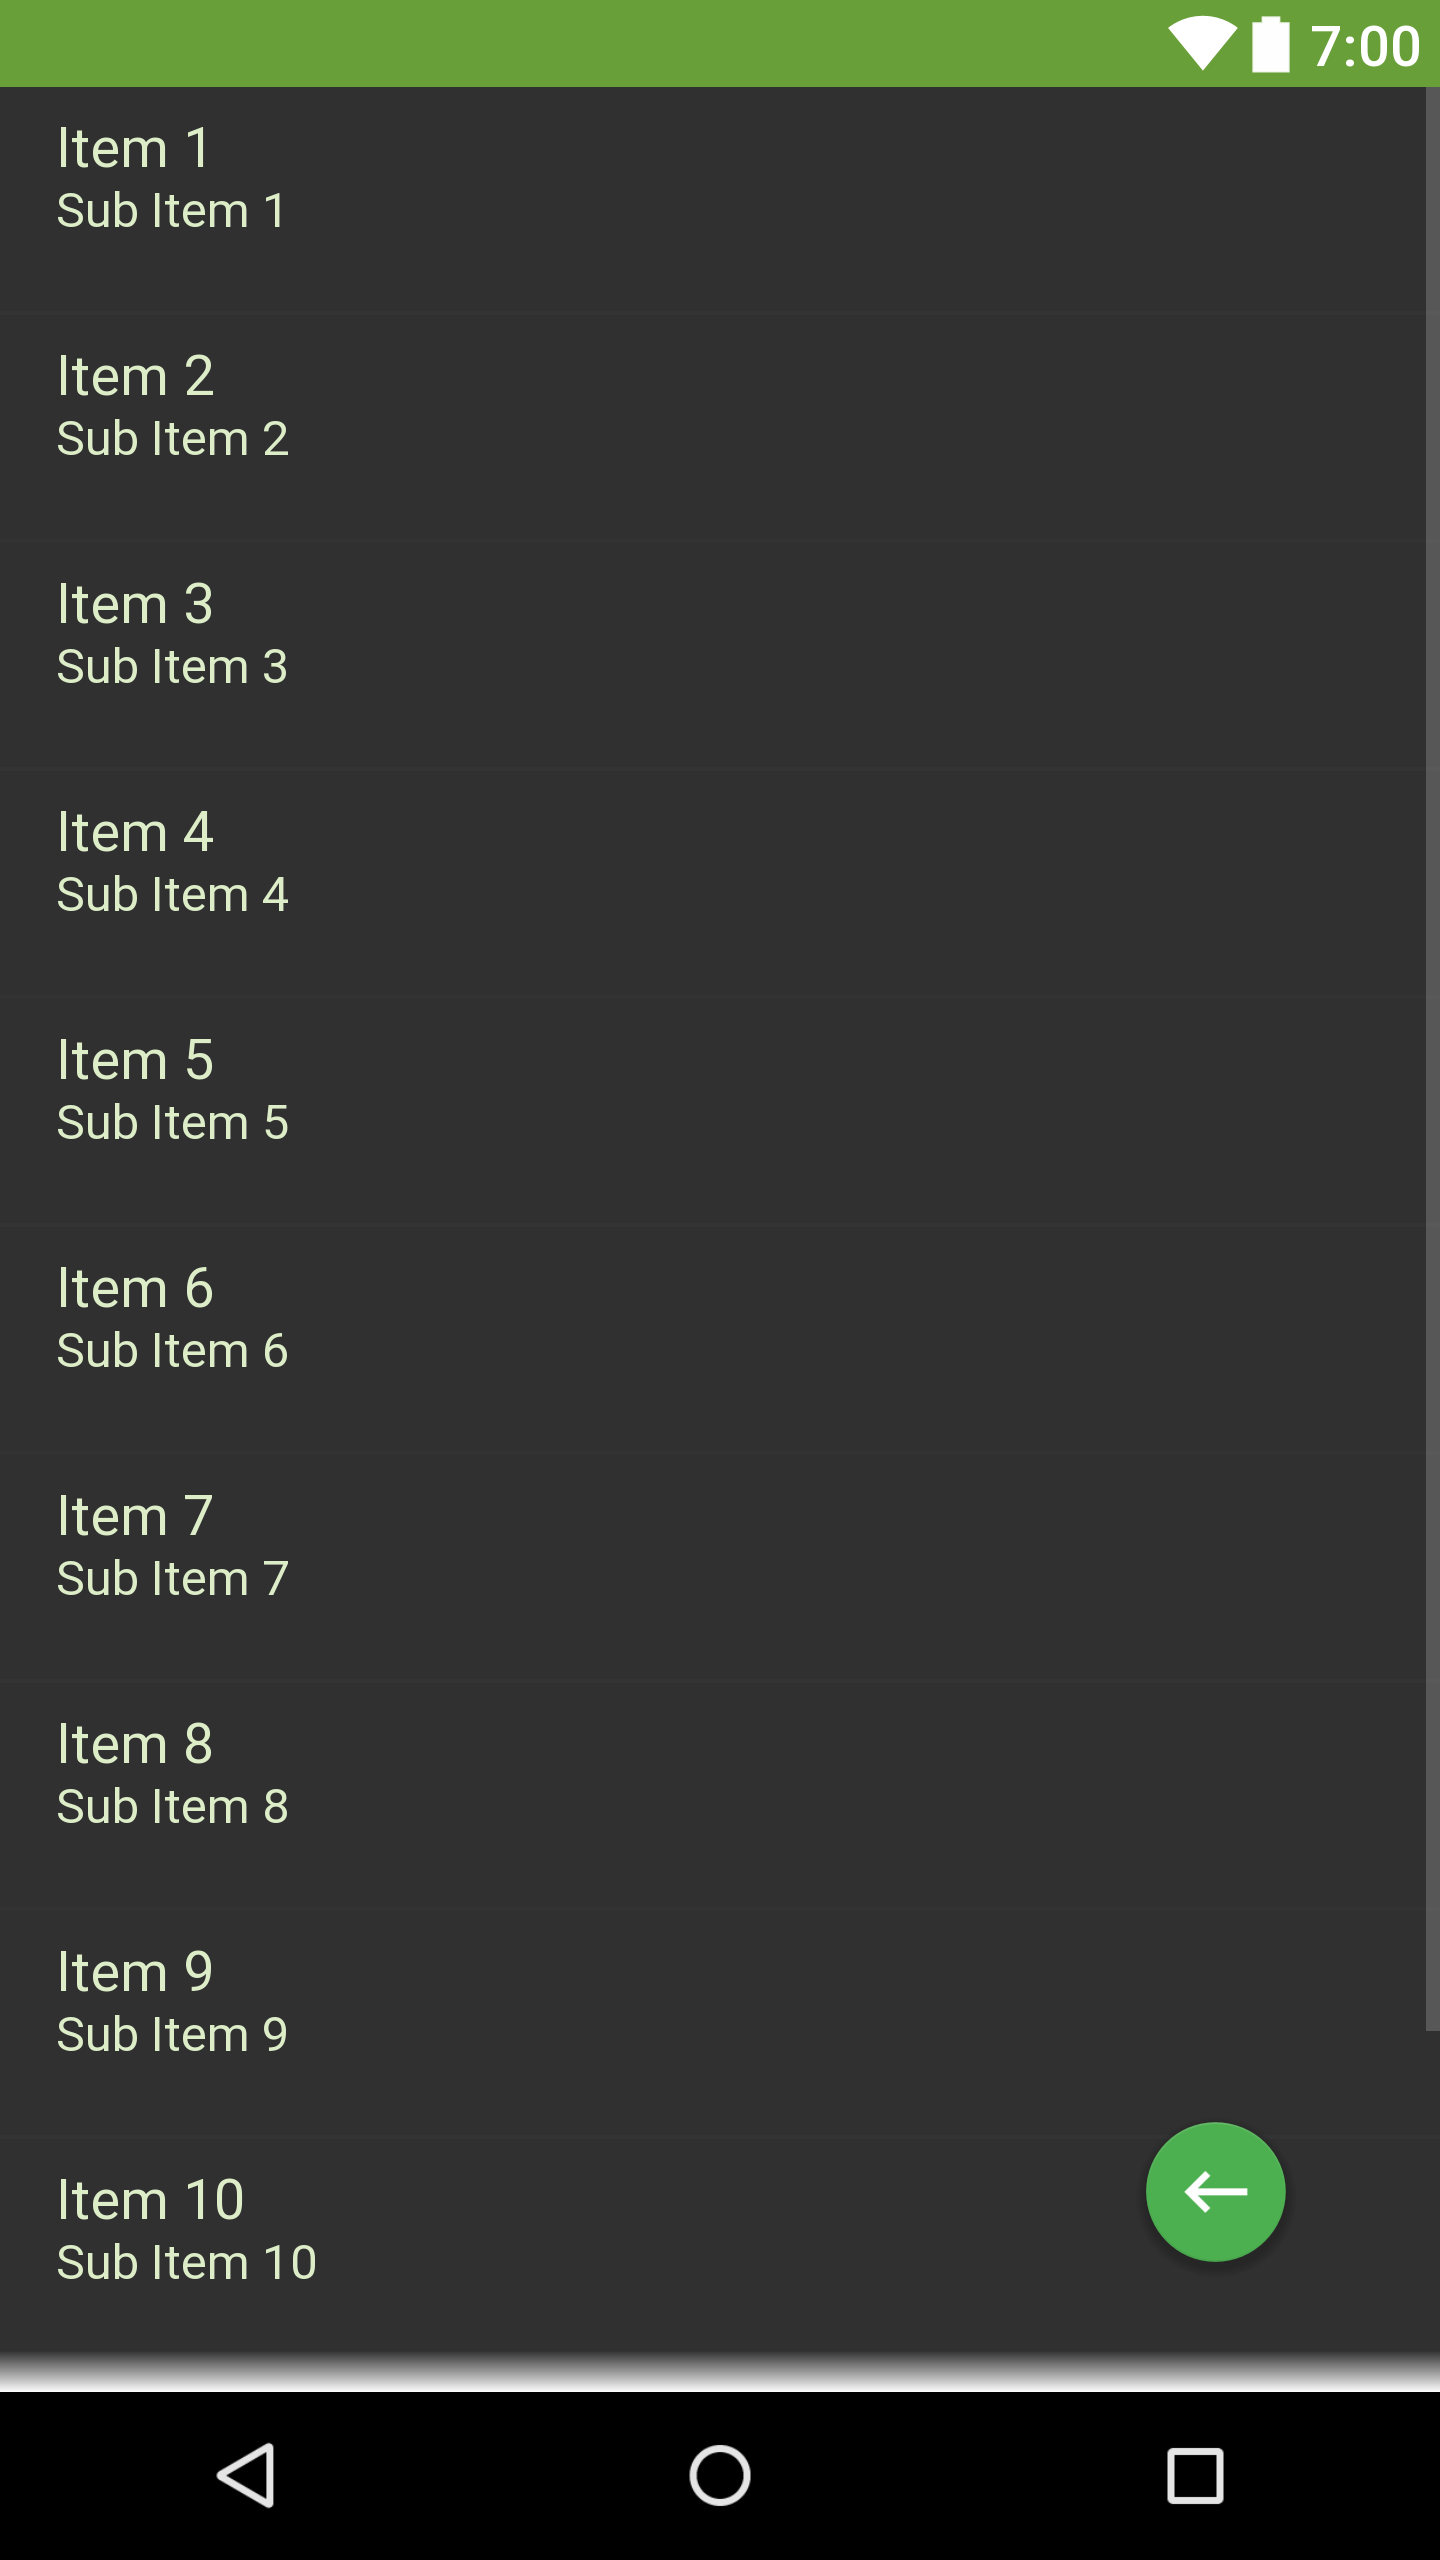 7:00
Item 1
Sub Item 1
Item 2
Sub Item 2
Item 3
Sub Item 3
Item 4
Sub Item 4
Item 5
Sub Item 5
Item 6
Sub Item 6
Item 7
Sub Item 7
Item 8
Sub Item 8
Item 9
Sub Item 9
Item 10
Sub Item 10